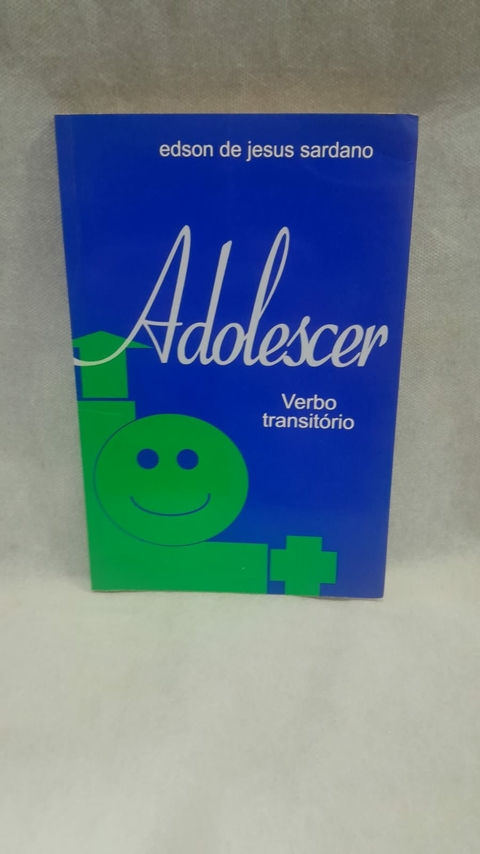 edson de jesus sardano
Adolescer
Verbo
transitório